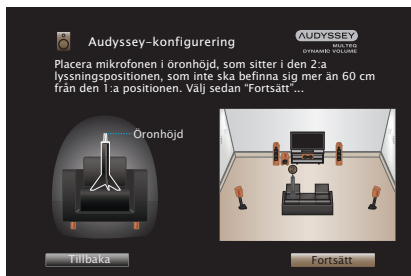 Audyssey-konfigurering
AUDYSSEY
MULTEQ
DYNAMIC VOLUME
Placera mikrofonen i öronhöjd, som sitter i den 2:a
lyssningspositionen, som inte ska befinna sig mer än 60 cm
från den 1:a positionen. Välj sedan "Fortsätt"...
Öronhöjd
Tillbaka
Fortsätt